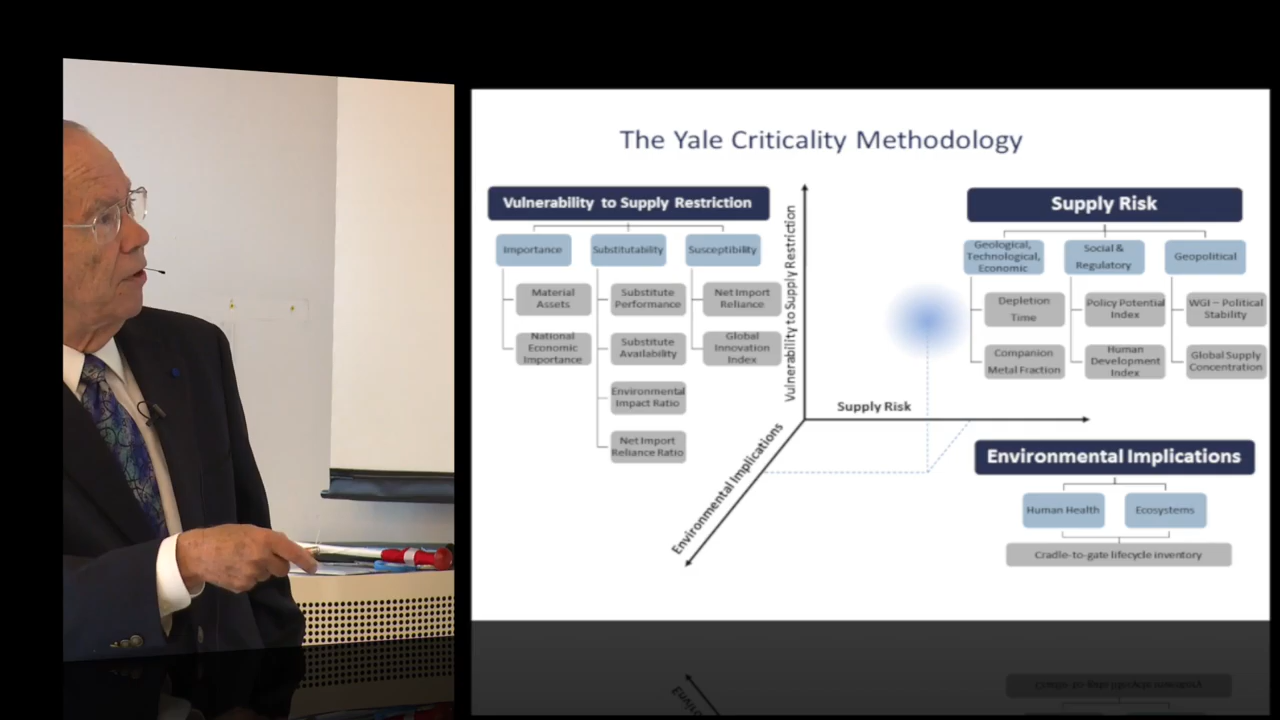 The Yale Criticality Methodology
Vulnerability to Supply Restriction
Importance
Substitutability
Susceptibility
Material
Assets
National
Economic
Importance
Substitute
Performance
Substitute
Availability
Environmental
Impact Ratio
Net Import
Reliance Ratio
Net Import
Reliance
Global
Innovation
Index
Vulnerability to Supply Restriction
Supply Risk
Environmental Implications
Supply Risk
Geological,
Technological,
Economic
Social &
Regulatory
Geopolitical
Depletion
Time
Companion
Metal Fraction
Policy Potential
Index
Human
Development
Index
WGI – Political
Stability
Global Supply
Concentration
Environmental Implications
Human Health
Ecosystems
Cradle-to-gate lifecycle inventory